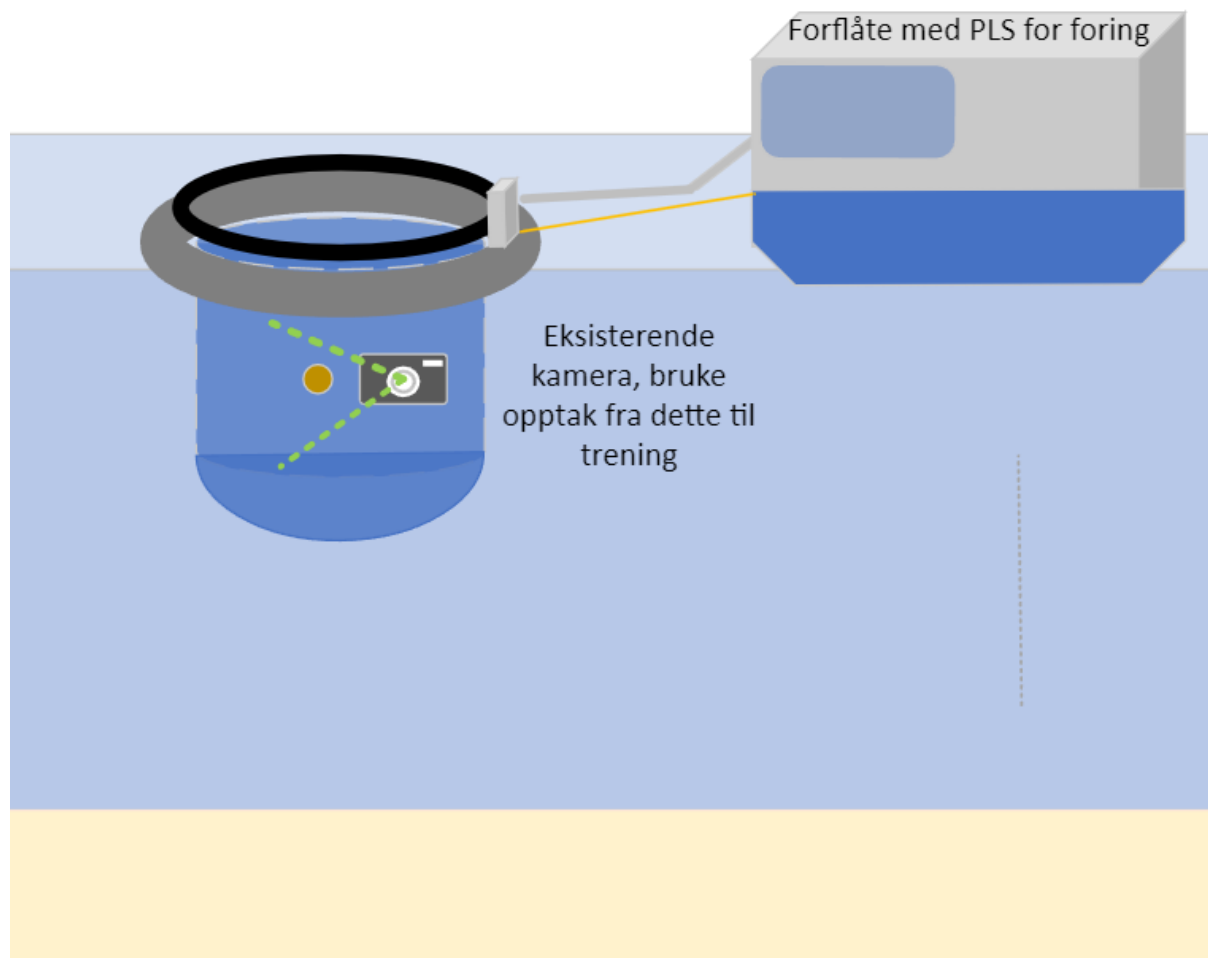 Forflåte med PLS for foring
Eksisterende
kamera, bruke
opptak fra dette til
trening